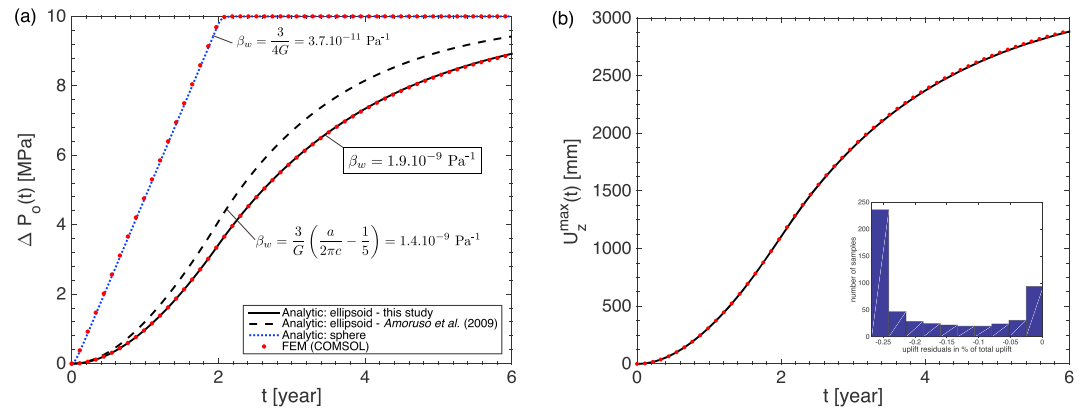 (a)
10
8
6
4
2
0
Δ Pₒ(t) [MPa]
β_w = 3/4G = 3.7.10⁻¹¹ Pa⁻¹
β_w = 1.9.10⁻⁹ Pa⁻¹
β_w = 3/G (a/2πc − 1/5) = 1.4.10⁻⁹ Pa⁻¹
Analytic: ellipsoid - this study
Analytic: ellipsoid - Amoruso et al. (2009)
Analytic: sphere
FEM (COMSOL)
0 2 4 6
t [year]
(b)
3000
2500
2000
1500
1000
500
0
U_z^max(t) [mm]
250
200
150
100
50
0
number of samples
-0.25 -0.2 -0.15 -0.1 -0.05 0
uplift residuals in % of total uplift
0 2 4 6
t [year]